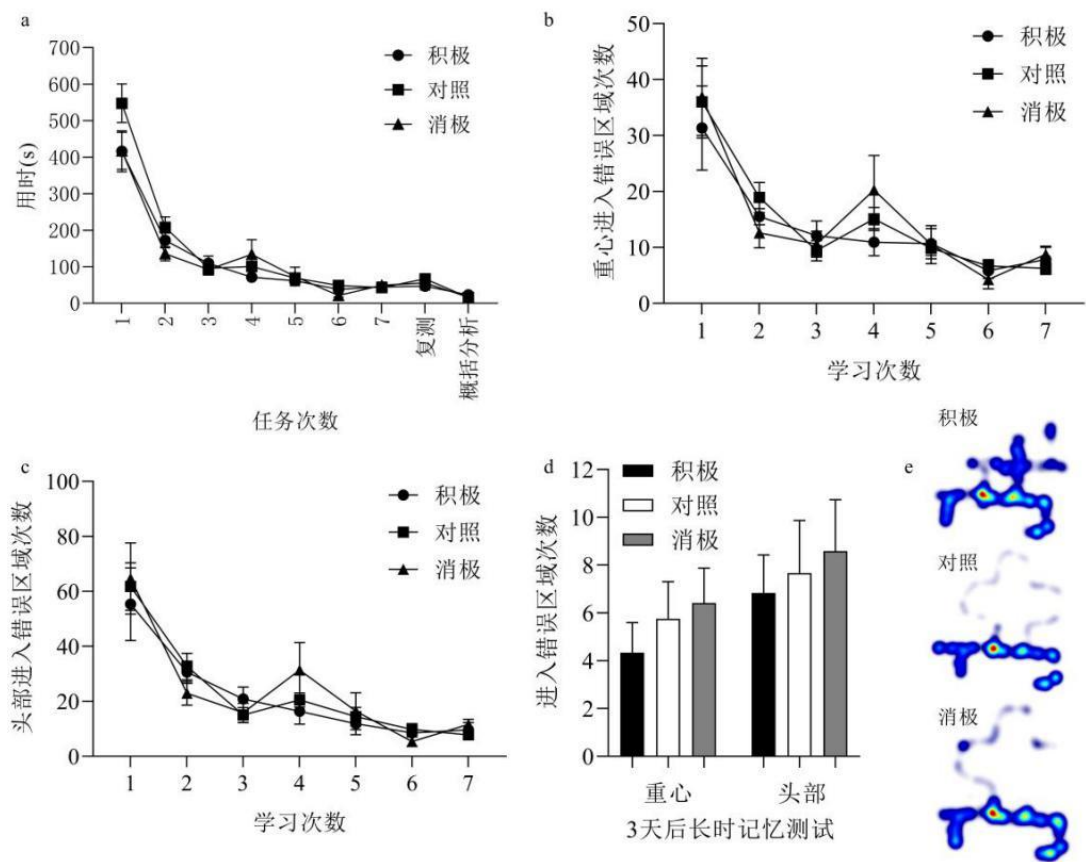 a
700
600
500
400
300
200
100
0
用时(s)
积极
对照
消极
1
2
3
4
5
6
7
复测
概括分析
任务次数
b
50
40
30
20
10
0
重心进入错误区域次数
积极
对照
消极
1 2 3 4 5 6 7
学习次数
c
100
80
60
40
20
0
头部进入错误区域次数
积极
对照
消极
1 2 3 4 5 6 7
学习次数
d
12
10
8
6
4
2
0
进入错误区域次数
积极
对照
消极
重心 头部
3天后长时记忆测试
e
积极
对照
消极